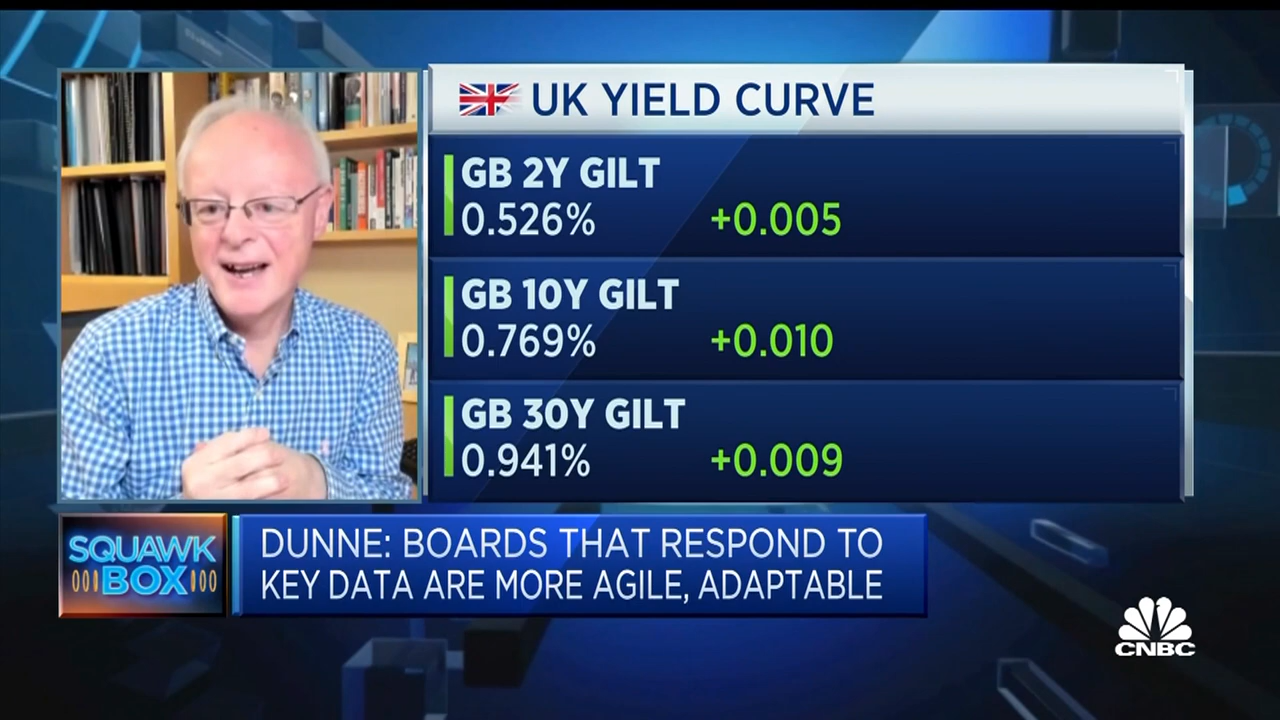 UK YIELD CURVE
GB 2Y GILT
0.526% +0.005
GB 10Y GILT
0.769% +0.010
GB 30Y GILT
0.941% +0.009
SQUAWK
BOX
DUNNE: BOARDS THAT RESPOND TO
KEY DATA ARE MORE AGILE, ADAPTABLE
CNBC